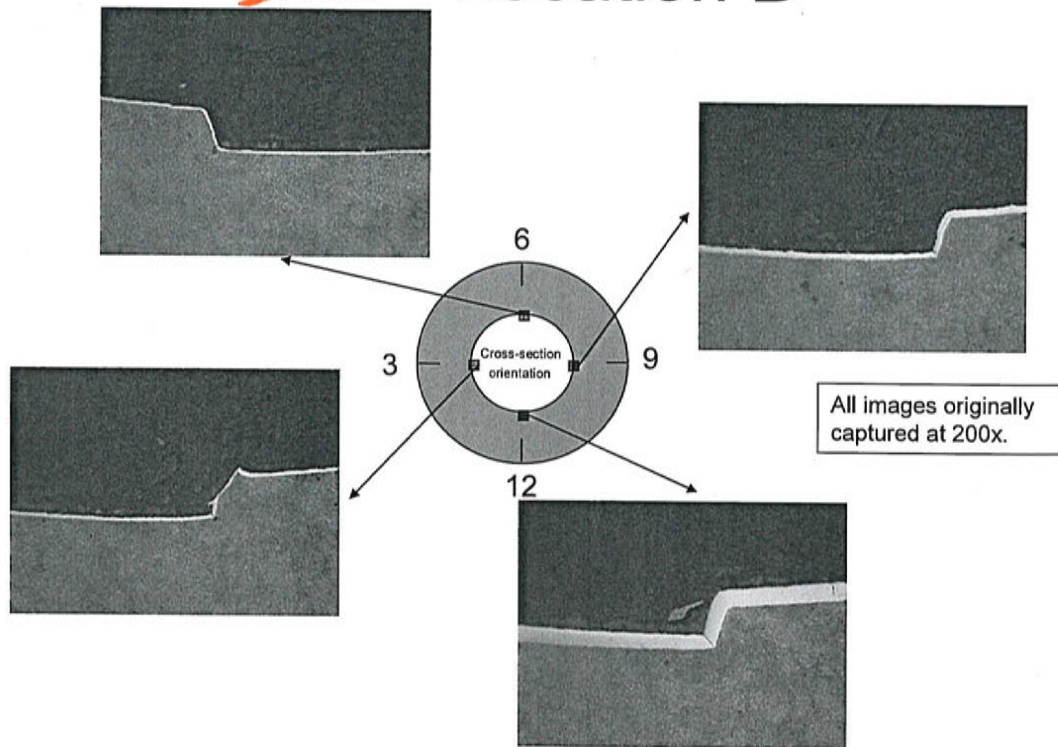 6
3
Cross-section
orientation
9
12
All images originally
captured at 200x.